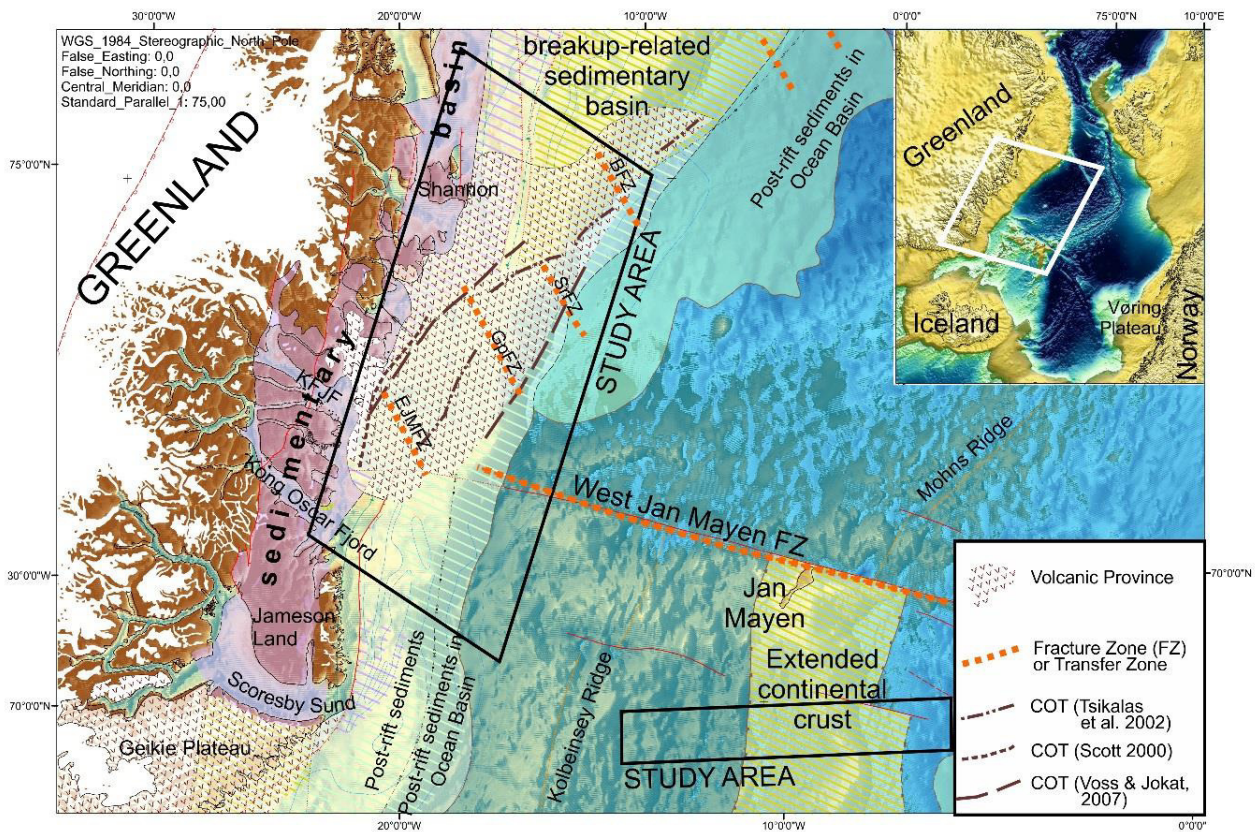 30°0'0"W
20°0'0"W
10°0'0"W
0°0'0"
75°0'0"N
10°0'0"E
WGS_1984_Stereographic_North_Pole
False_Easting: 0,0
False_Northing: 0,0
Central_Meridian: 0,0
Standard_Parallel_1: 75,00
GREENLAND
sedimentary basin
breakup-related
sedimentary
basin
Post-rift sediments in
Ocean Basin
75°0'0"N
Shannon
BFZ
SFZ
GpFZ
EJMFZ
STUDY AREA
KFJF
Kong Oscar Fjord
West Jan Mayen FZ
Mohns Ridge
Jan
Mayen
Extended
continental
crust
STUDY AREA
Kolbeinsey Ridge
Post-rift sediments
Post-rift sediments in
Ocean Basin
Jameson
Land
Scoresby Sund
Geikie Plateau
30°0'0"W
70°0'0"N
70°0'0"N
20°0'0"W
10°0'0"W
0°0'0"
Greenland
Iceland
Vøring
Plateau
Norway
Volcanic Province
Fracture Zone (FZ)
or Transfer Zone
COT (Tsikalas
et al. 2002)
COT (Scott 2000)
COT (Voss & Jokat,
2007)